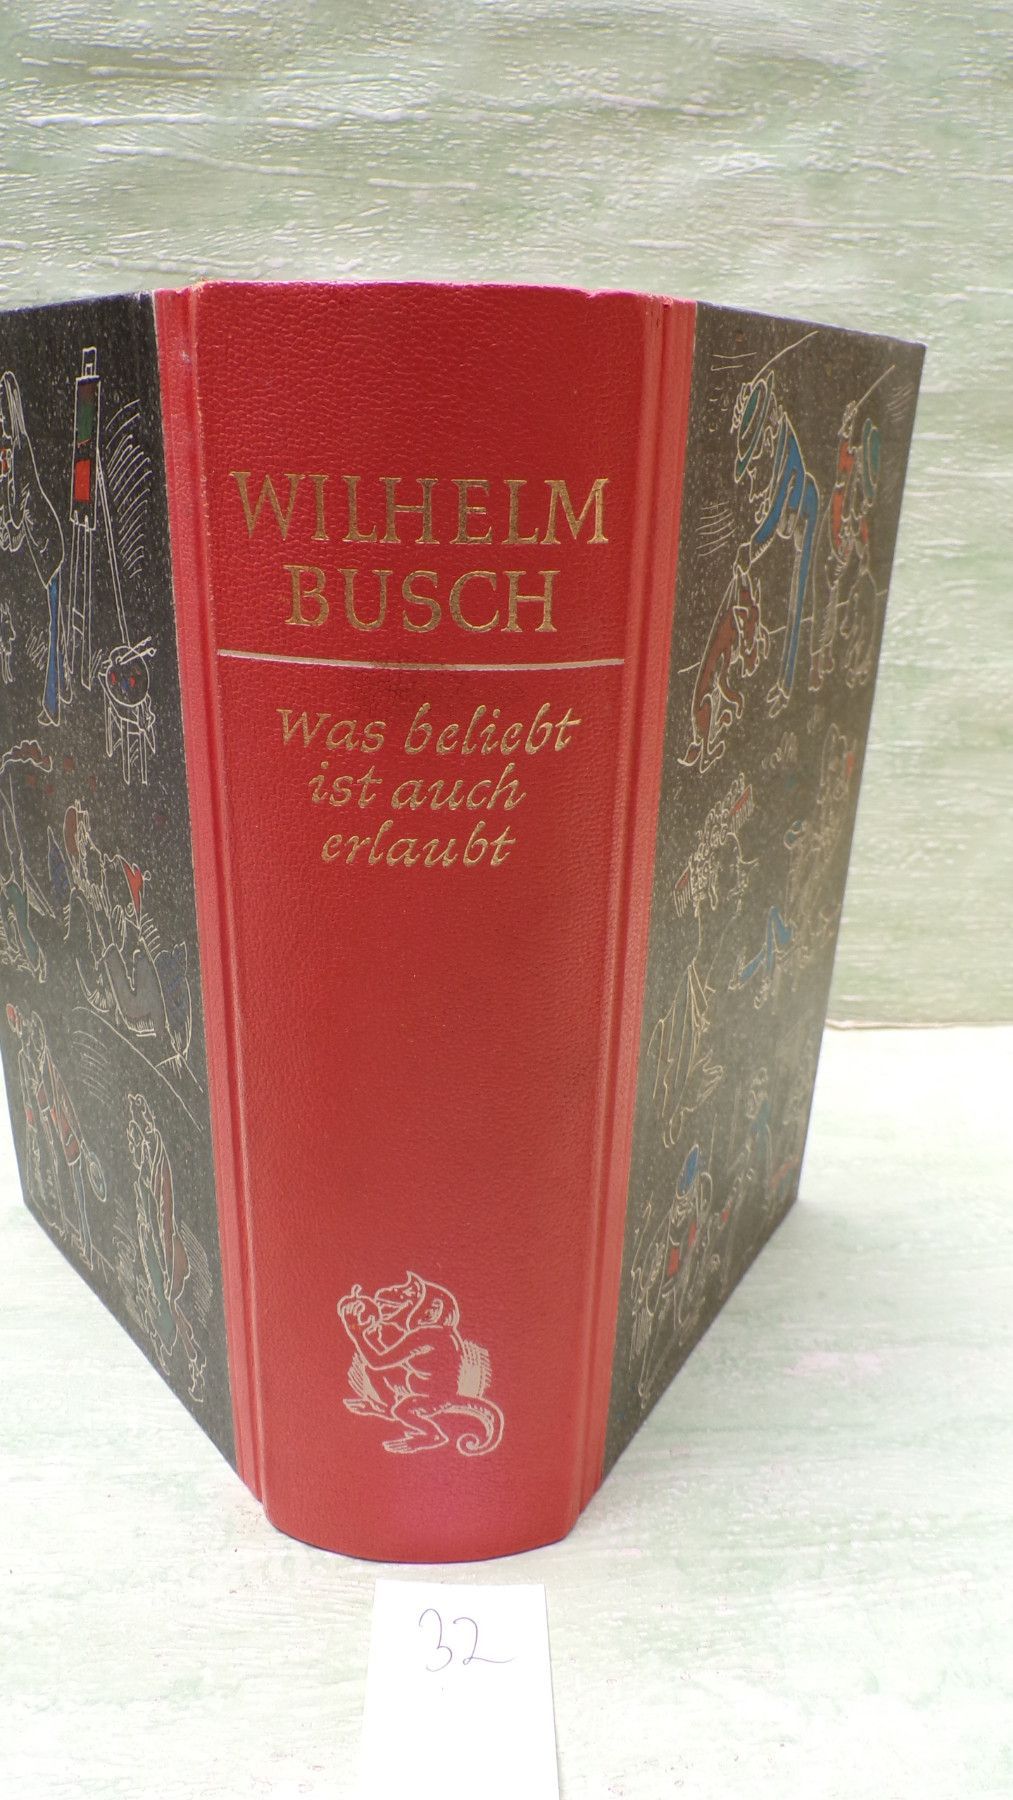 WILHELM
BUSCH
Was beliebt
ist auch
erlaubt
32